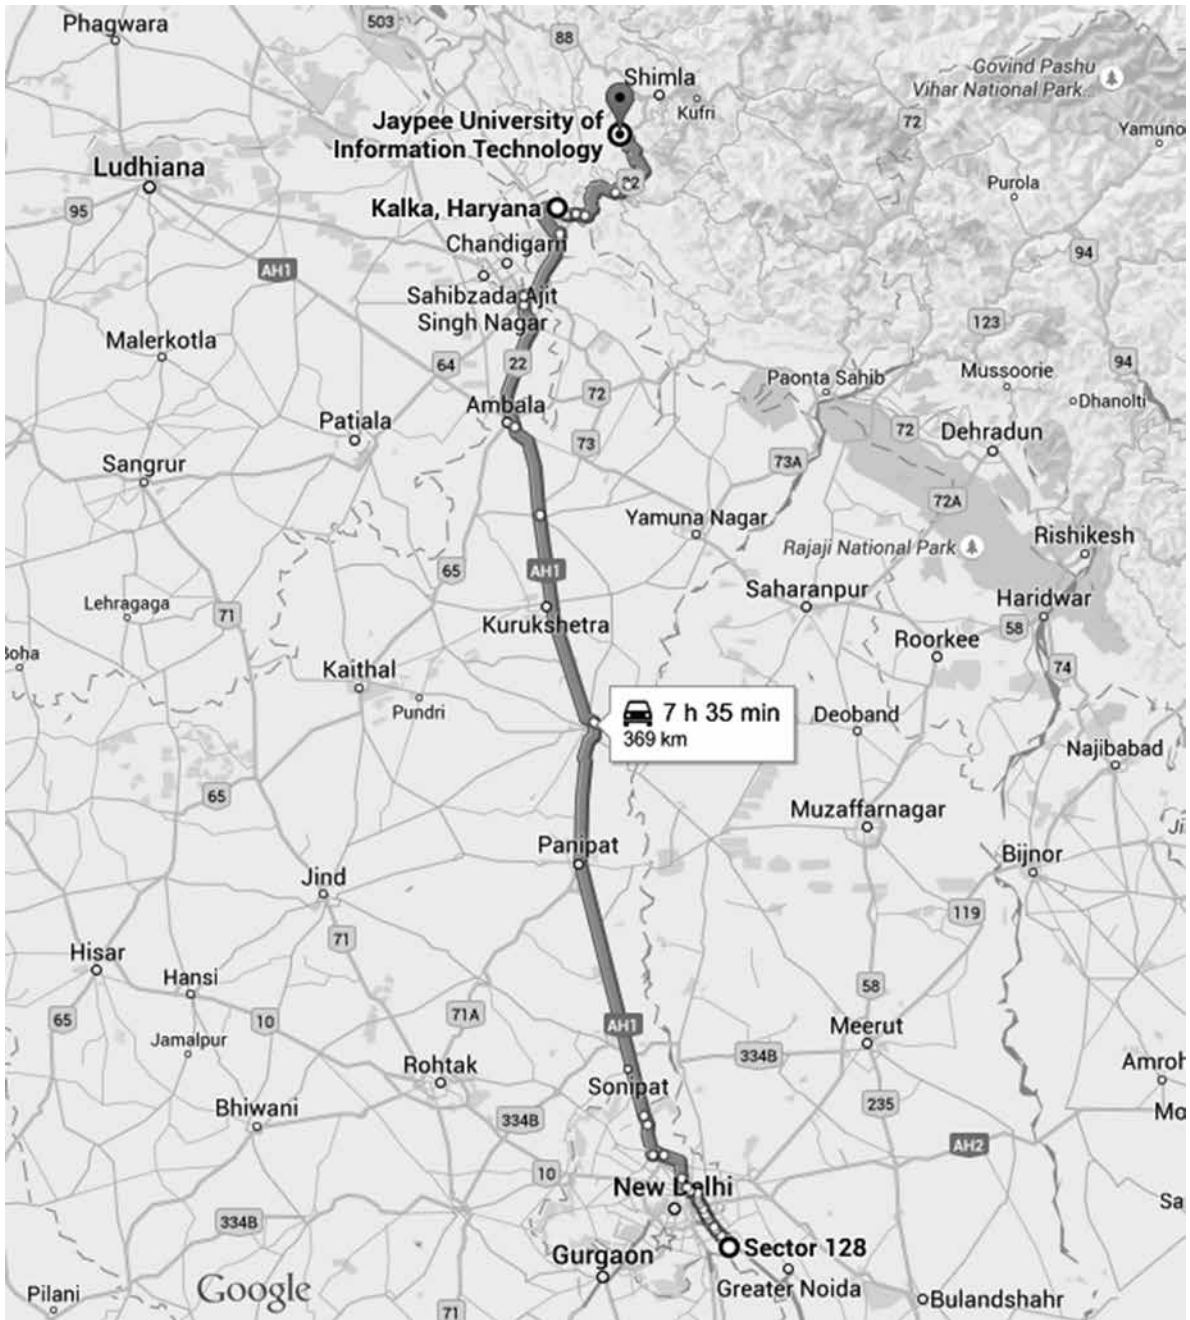 Phagwara
503
88
Shimla
Kufri
Govind Pashu
Vihar National Park...
72
Yamuno
Jaypee University of
Information Technology
Ludhiana
95
Purola
Kalka, Haryana
Chandigarh
94
AH1
Sahibzada Ajit
Singh Nagar
123
Malerkotla
64
22
72
Paonta Sahib
Mussoorie
94
Dhanolti
Ambala
Patiala
73
72
Dehradun
Sangrur
73A
72A
Yamuna Nagar
Rajaji National Park
Rishikesh
65
AH1
Saharanpur
Haridwar
Lehragaga
71
Kurukshetra
58
Roorkee
74
Kaithal
Pundri
7 h 35 min
369 km
Deoband
Najibabad
65
Muzaffarnagar
Panipat
Bijnor
Jind
119
71
Hisar
Hansi
58
65
10
71A
AH1
Meerut
Jamalpur
334B
Rohtak
Sonipat
Amroh
Bhiwani
334B
235
Mo
AH2
10
New Delhi
Sa
334B
Gurgaon
Sector 128
Greater Noida
Pilani
Google
71
Bulandshahr